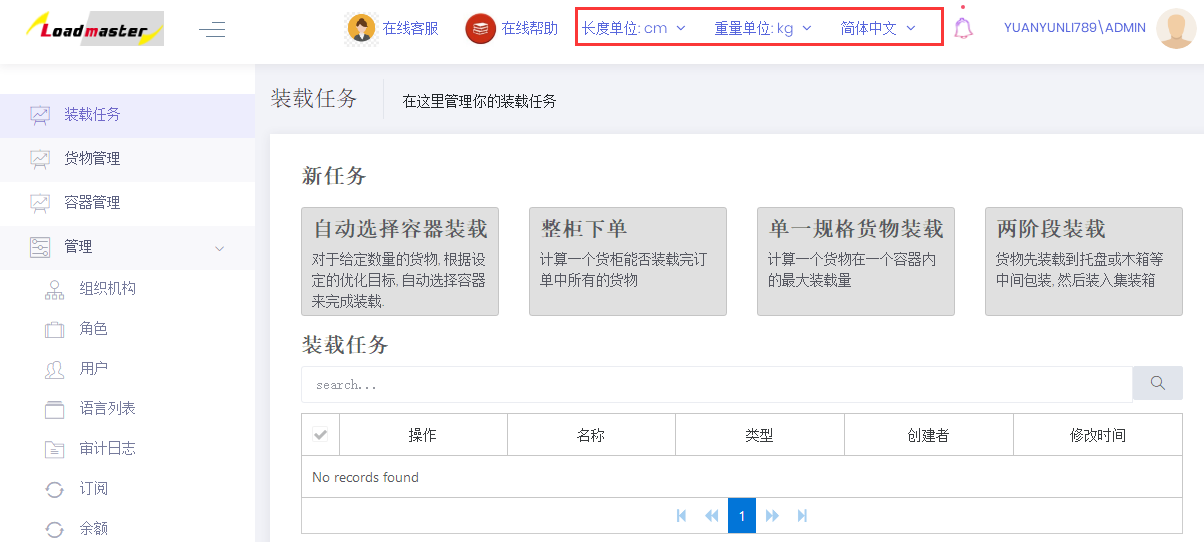 Loadmaster
在线客服
在线帮助
长度单位: cm
重量单位: kg
简体中文
YUANYUNLI789\ADMIN
装载任务
货物管理
容器管理
管理
组织机构
角色
用户
语言列表
审计日志
订阅
余额
装载任务
在这里管理你的装载任务
新任务
自动选择容器装载
对于给定数量的货物, 根据设
定的优化目标, 自动选择容器
来完成装载.
整柜下单
计算一个货柜能否装载完订
单中所有的货物
单一规格货物装载
计算一个货物在一个容器内
的最大装载量
两阶段装载
货物先装载到托盘或木箱等
中间包装, 然后装入集装箱
装载任务
search...
操作
名称
类型
创建者
修改时间
No records found
1